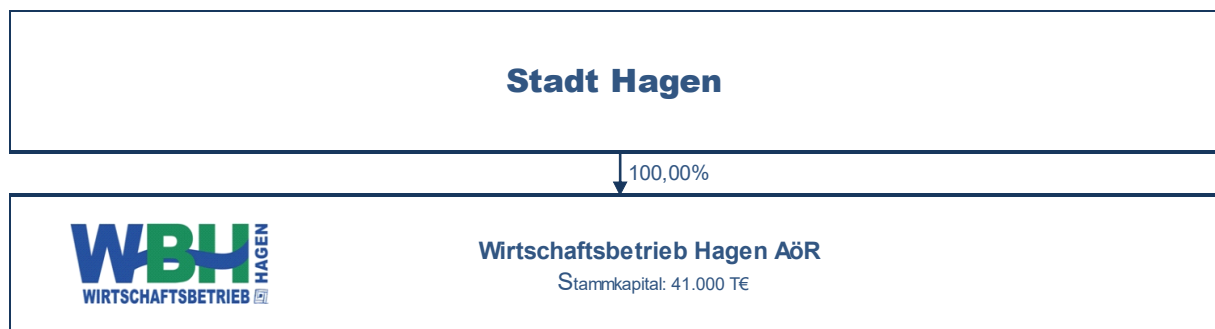 Stadt Hagen
100,00%
WBH
HAGEN
WIRTSCHAFTSBETRIEB
Wirtschaftsbetrieb Hagen AöR
Stammkapital: 41.000 T€